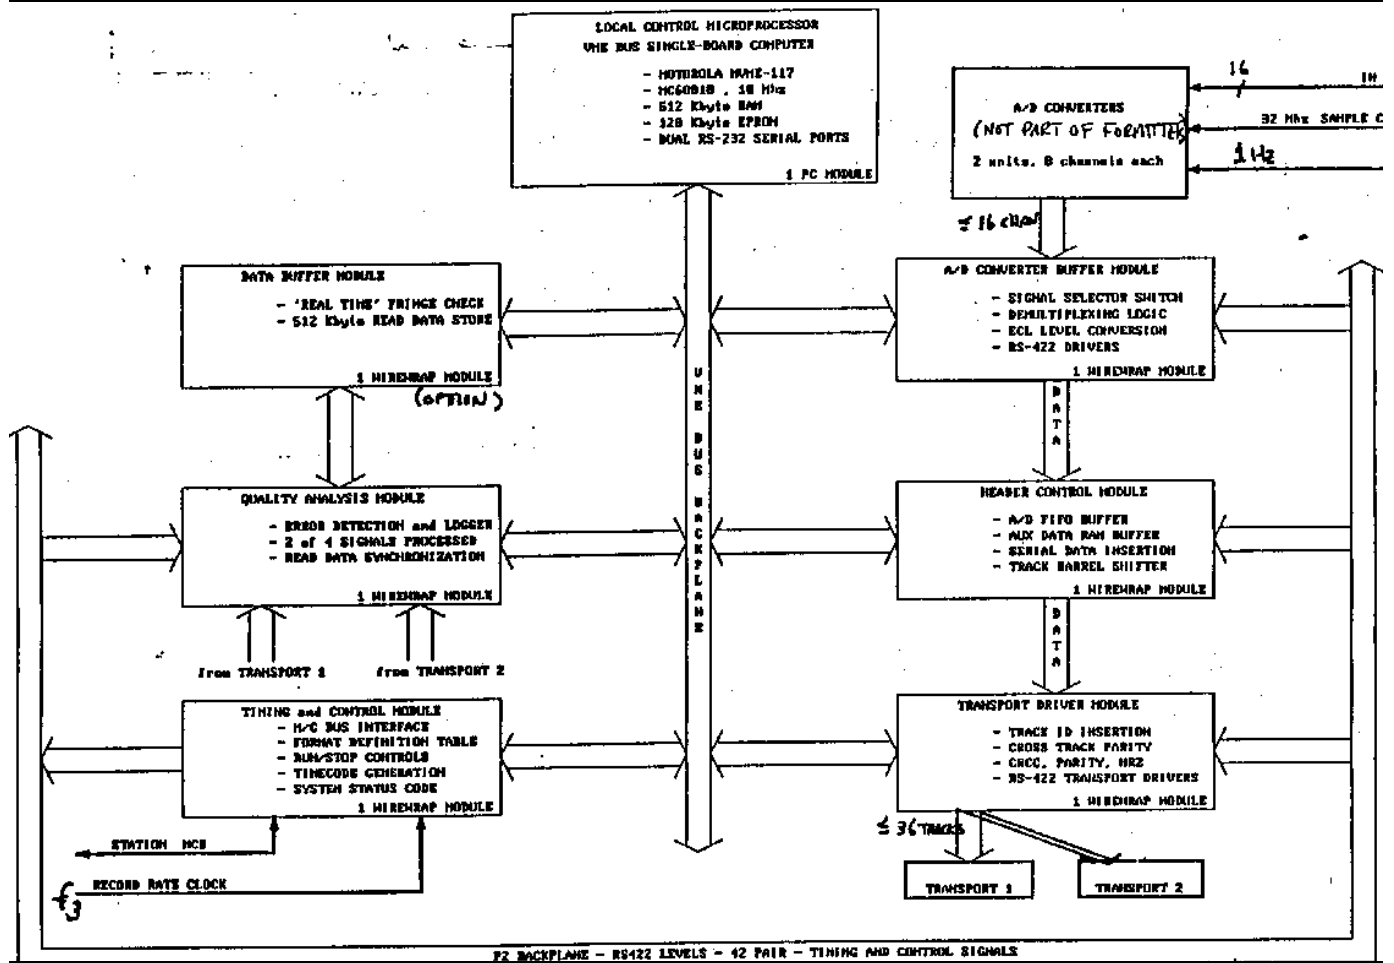 LOCAL CONTROL MICROPROCESSOR
VME BUS SINGLE-BOARD COMPUTER
- MOTOROLA MVME-117
- MC68010 , 10 Mhz
- 512 Kbyte RAM
- 128 Kbyte EPROM
- DUAL RS-232 SERIAL PORTS
1 PC MODULE
A/D CONVERTERS
(NOT PART OF FORMATTER)
2 units, 8 channels each
16
32 Mhz SAMPLE C
1 Hz
≤ 16 CHAN
DATA BUFFER MODULE
- 'REAL TIME' FRINGE CHECK
- 512 Kbyte READ DATA STORE
1 WIREWRAP MODULE
(OPTION)
A/D CONVERTER BUFFER MODULE
- SIGNAL SELECTOR SWITCH
- DEMULTIPLEXING LOGIC
- ECL LEVEL CONVERSION
- RS-422 DRIVERS
1 WIREWRAP MODULE
VME BUS BACKPLANE
DATA
QUALITY ANALYSIS MODULE
- ERROR DETECTION and LOGGER
- 2 of 4 SIGNALS PROCESSED
- READ DATA SYNCHRONIZATION
1 WIREWRAP MODULE
from TRANSPORT 1
from TRANSPORT 2
HEADER CONTROL MODULE
- A/D FIFO BUFFER
- AUX DATA RAM BUFFER
- SERIAL DATA INSERTION
- TRACK BARREL SHIFTER
1 WIREWRAP MODULE
DATA
TIMING and CONTROL MODULE
- M/C BUS INTERFACE
- FORMAT DEFINITION TABLE
- RUN/STOP CONTROLS
- TIMECODE GENERATION
- SYSTEM STATUS CODE
1 WIREWRAP MODULE
STATION MCB
RECORD RATE CLOCK
TRANSPORT DRIVER MODULE
- TRACK ID INSERTION
- CROSS TRACK PARITY
- CRCC, PARITY, NRZ
- RS-422 TRANSPORT DRIVERS
1 WIREWRAP MODULE
≤ 36 TRACKS
TRANSPORT 1
TRANSPORT 2
P2 BACKPLANE - RS422 LEVELS - 42 PAIR - TIMING AND CONTROL SIGNALS